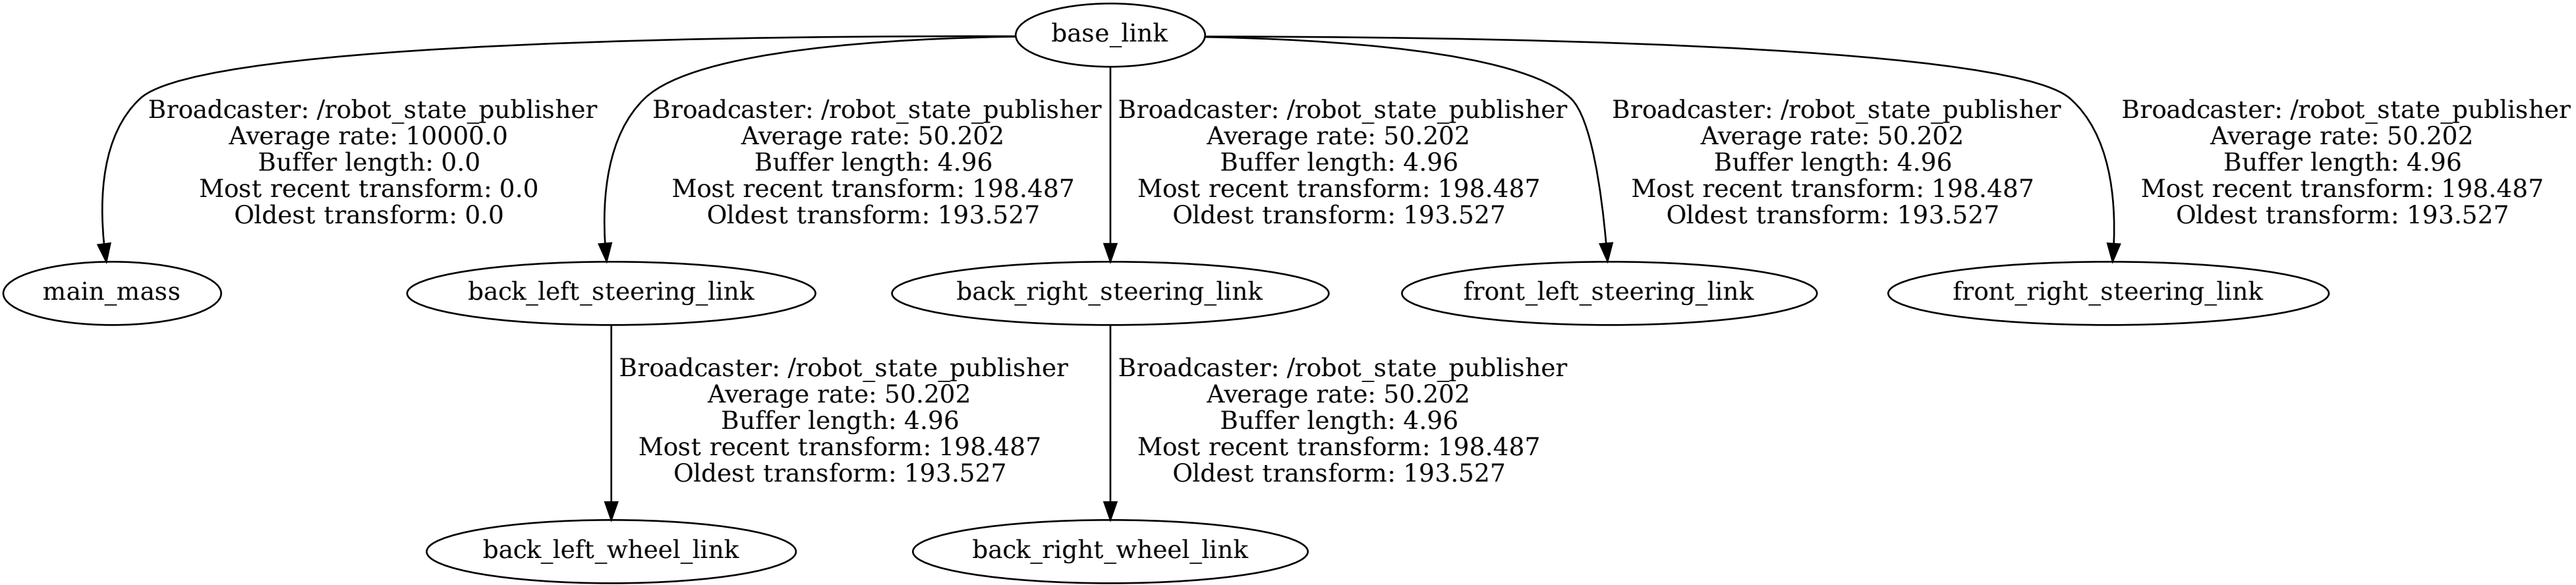 base_link
Broadcaster: /robot_state_publisher
Average rate: 10000.0
Buffer length: 0.0
Most recent transform: 0.0
Oldest transform: 0.0
Broadcaster: /robot_state_publisher
Average rate: 50.202
Buffer length: 4.96
Most recent transform: 198.487
Oldest transform: 193.527
Broadcaster: /robot_state_publisher
Average rate: 50.202
Buffer length: 4.96
Most recent transform: 198.487
Oldest transform: 193.527
Broadcaster: /robot_state_publisher
Average rate: 50.202
Buffer length: 4.96
Most recent transform: 198.487
Oldest transform: 193.527
Broadcaster: /robot_state_publisher
Average rate: 50.202
Buffer length: 4.96
Most recent transform: 198.487
Oldest transform: 193.527
main_mass
back_left_steering_link
back_right_steering_link
front_left_steering_link
front_right_steering_link
Broadcaster: /robot_state_publisher
Average rate: 50.202
Buffer length: 4.96
Most recent transform: 198.487
Oldest transform: 193.527
Broadcaster: /robot_state_publisher
Average rate: 50.202
Buffer length: 4.96
Most recent transform: 198.487
Oldest transform: 193.527
back_left_wheel_link
back_right_wheel_link